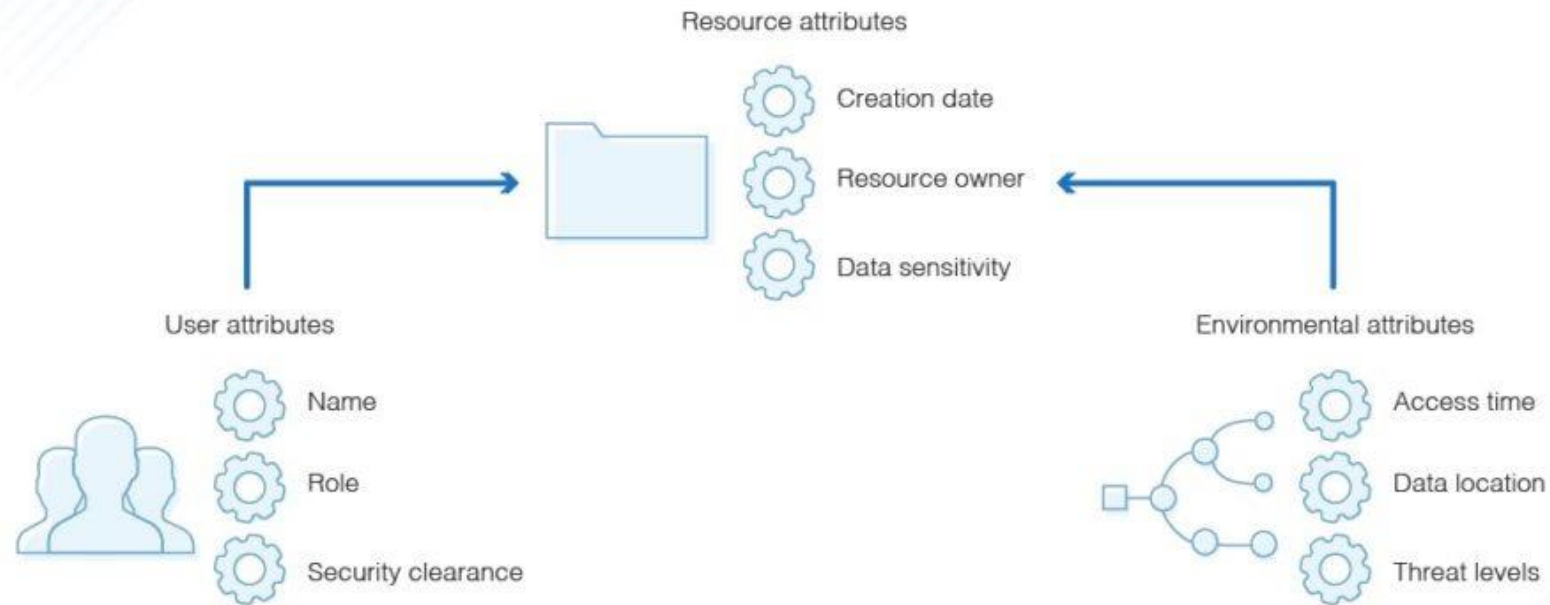 Resource attributes
Creation date
Resource owner
Data sensitivity
User attributes
Name
Role
Security clearance
Environmental attributes
Access time
Data location
Threat levels